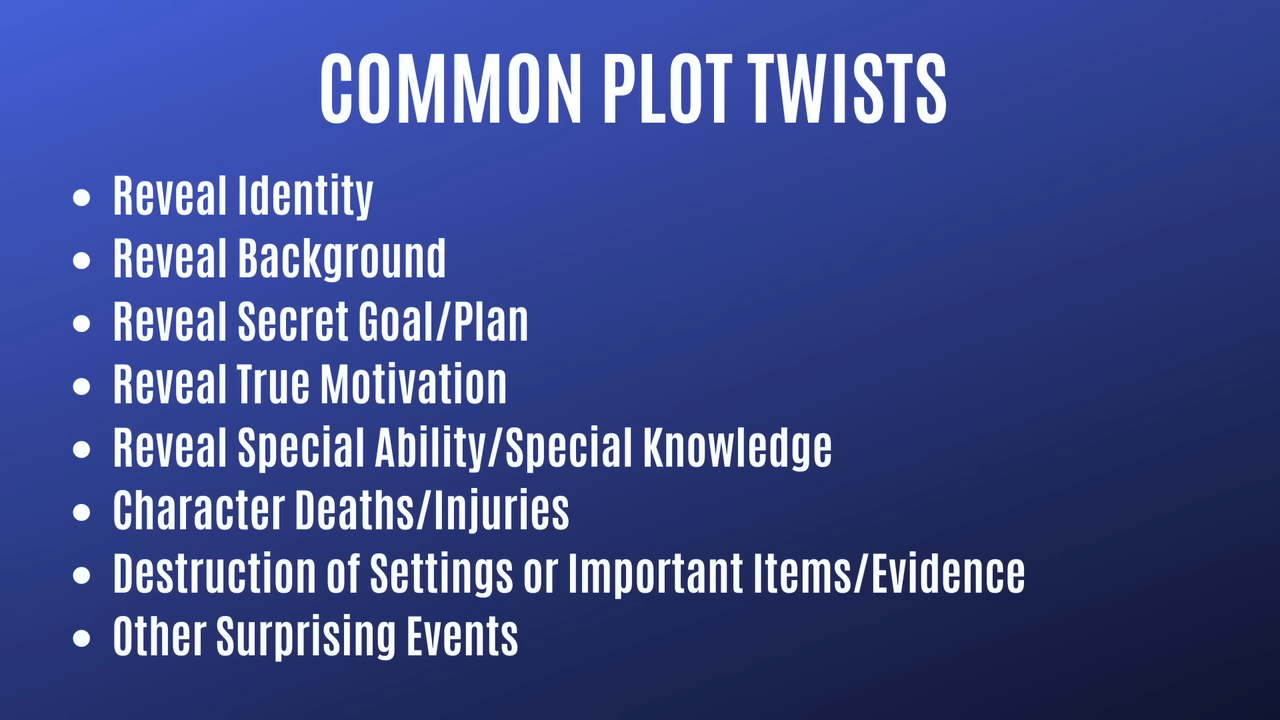 COMMON PLOT TWISTS
• Reveal Identity
• Reveal Background
• Reveal Secret Goal/Plan
• Reveal True Motivation
• Reveal Special Ability/Special Knowledge
• Character Deaths/Injuries
• Destruction of Settings or Important Items/Evidence
• Other Surprising Events